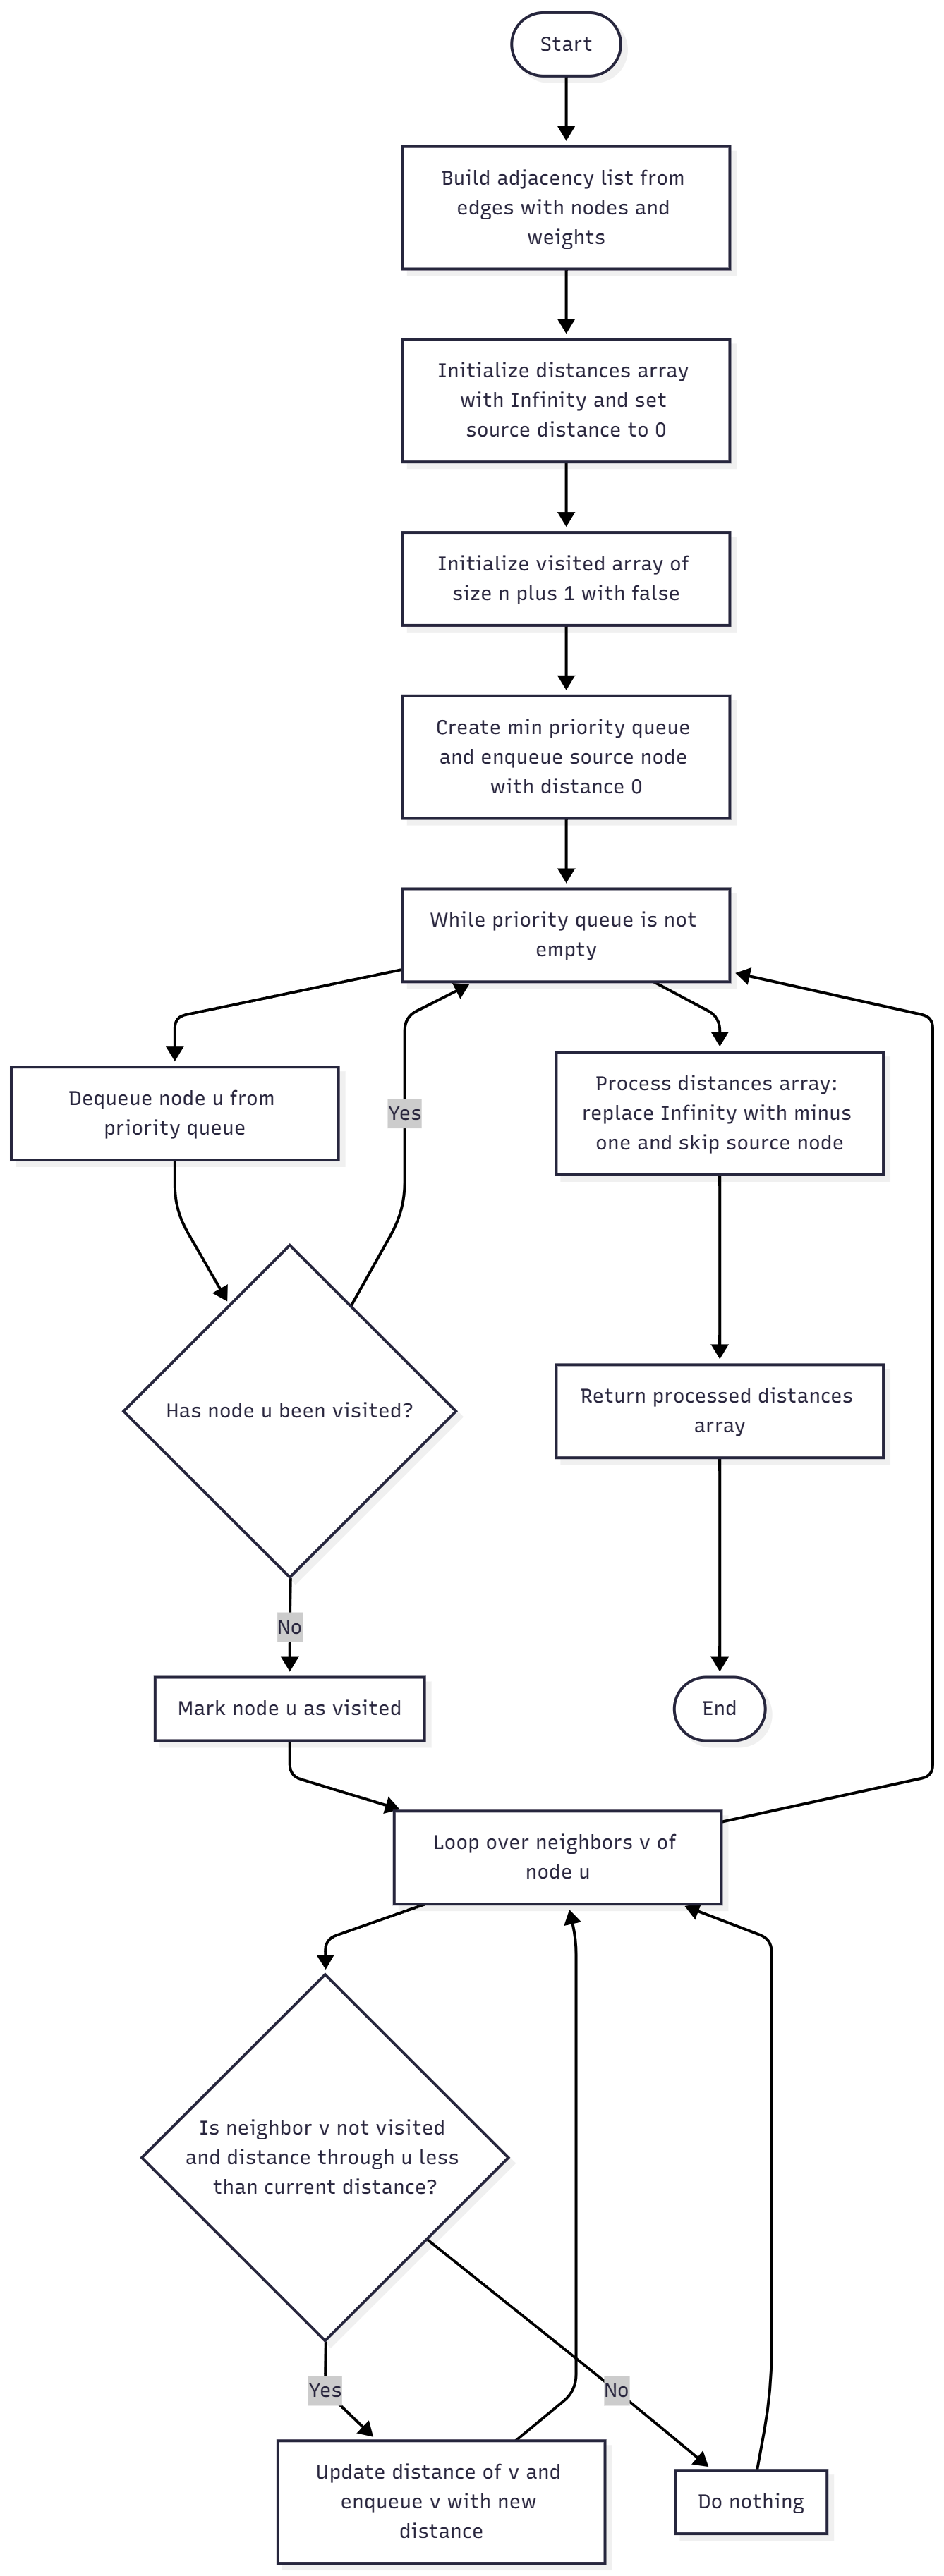 Start
Build adjacency list from
edges with nodes and
weights
Initialize distances array
with Infinity and set
source distance to 0
Initialize visited array of
size n plus 1 with false
Create min priority queue
and enqueue source node
with distance 0
While priority queue is not
empty
Dequeue node u from
priority queue
Yes
Process distances array:
replace Infinity with minus
one and skip source node
Has node u been visited?
Return processed distances
array
No
Mark node u as visited
End
Loop over neighbors v of
node u
Is neighbor v not visited
and distance through u less
than current distance?
Yes
No
Update distance of v and
enqueue v with new
distance
Do nothing